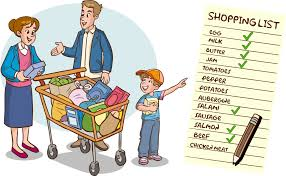 SHOPPING LIST
EGG
MILK
BUTTER
JAM
TOMATOES
PEPPER
POTATOES
AUBERGINE
SALAMI
SAUSAGE
SALMON
BEEF
CHICKEN MEAT